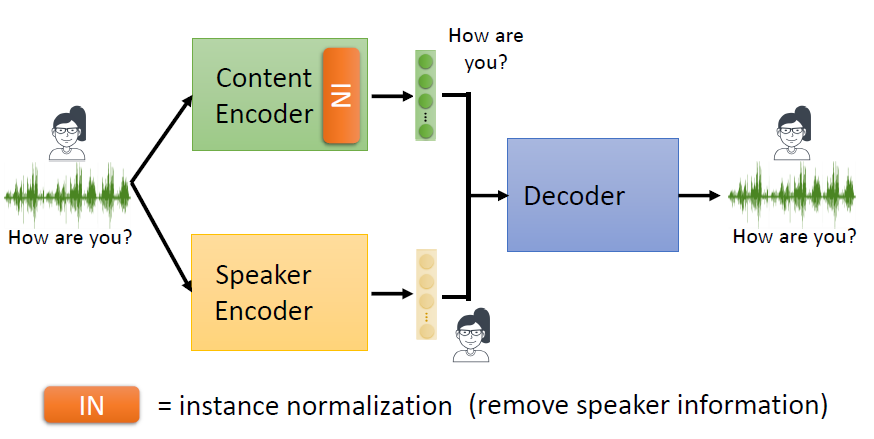 How are
you?
Content
Encoder
IN
How are you?
Decoder
How are you?
Speaker
Encoder
IN = instance normalization (remove speaker information)